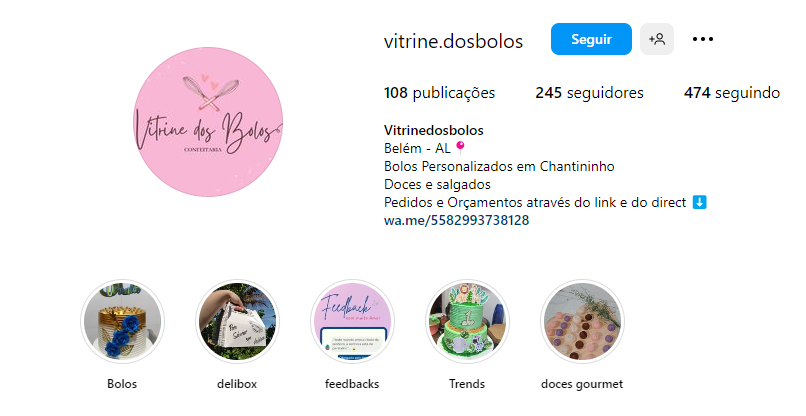 vitrine.dosbolos
Seguir
108 publicações 245 seguidores 474 seguindo
Vitrine dos Bolos
CONFEITARIA
Vitrinedosbolos
Belém - AL
Bolos Personalizados em Chantininho
Doces e salgados
Pedidos e Orçamentos através do link e do direct
wa.me/5582993738128
Feedback
Bolos delibox feedbacks Trends doces gourmet